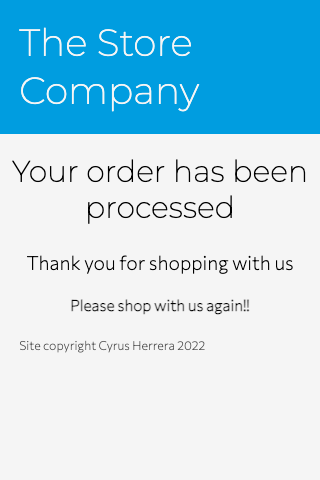 The Store
Company
Your order has been
processed
Thank you for shopping with us
Please shop with us again!!
Site copyright Cyrus Herrera 2022